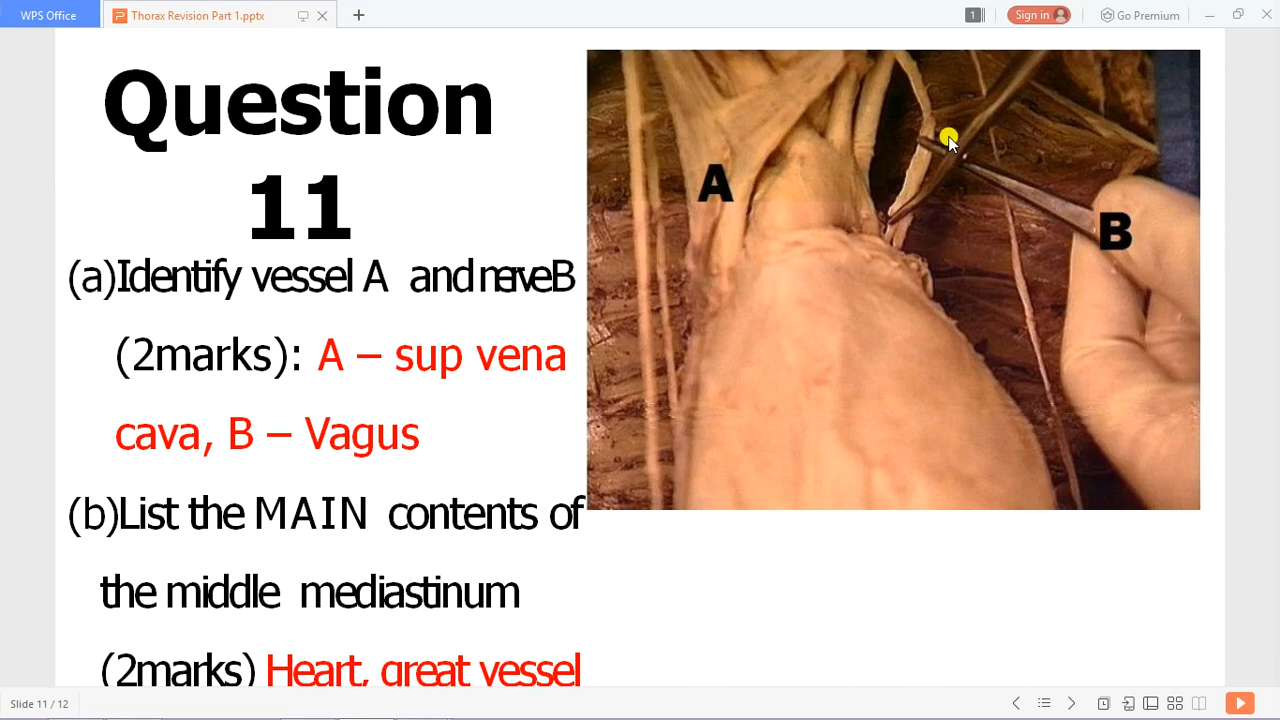 WPS Office
Thorax Revision Part 1.pptx
1
Sign in
Go Premium
Question
11
(a)Identify vessel A and nerve B
(2marks): A – sup vena
cava, B – Vagus
(b)List the MAIN contents of
the middle mediastinum
(2marks) Heart, great vessel
A
B
Slide 11 / 12